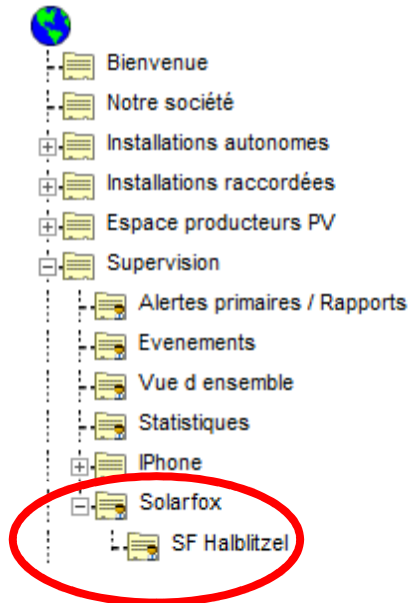 Bienvenue
Notre société
Installations autonomes
Installations raccordées
Espace producteurs PV
Supervision
Alertes primaires / Rapports
Evenements
Vue d ensemble
Statistiques
IPhone
Solarfox
SF Halblitzel